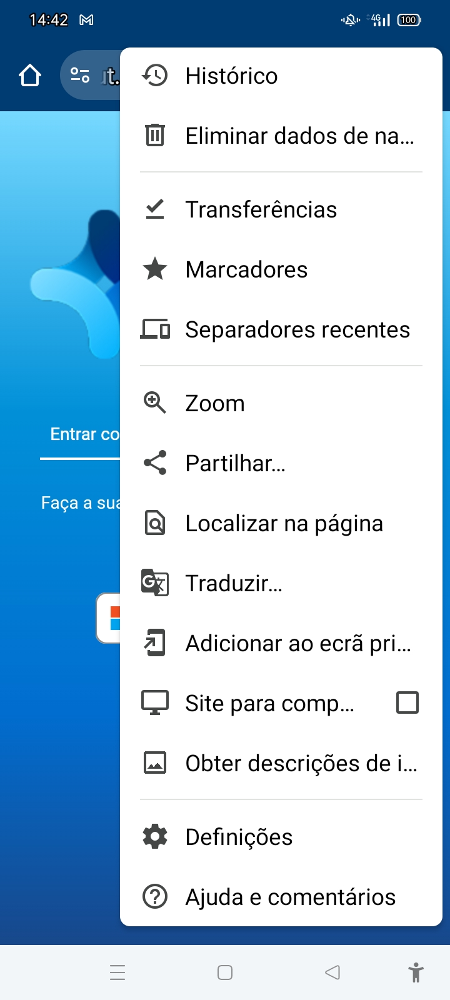 14:42
4G
100
t.
Histórico
Eliminar dados de na...
Transferências
Marcadores
Separadores recentes
Zoom
Entrar co
Partilhar...
Faça a sua
Localizar na página
Traduzir...
Adicionar ao ecrã pri...
Site para comp...
Obter descrições de i...
Definições
Ajuda e comentários